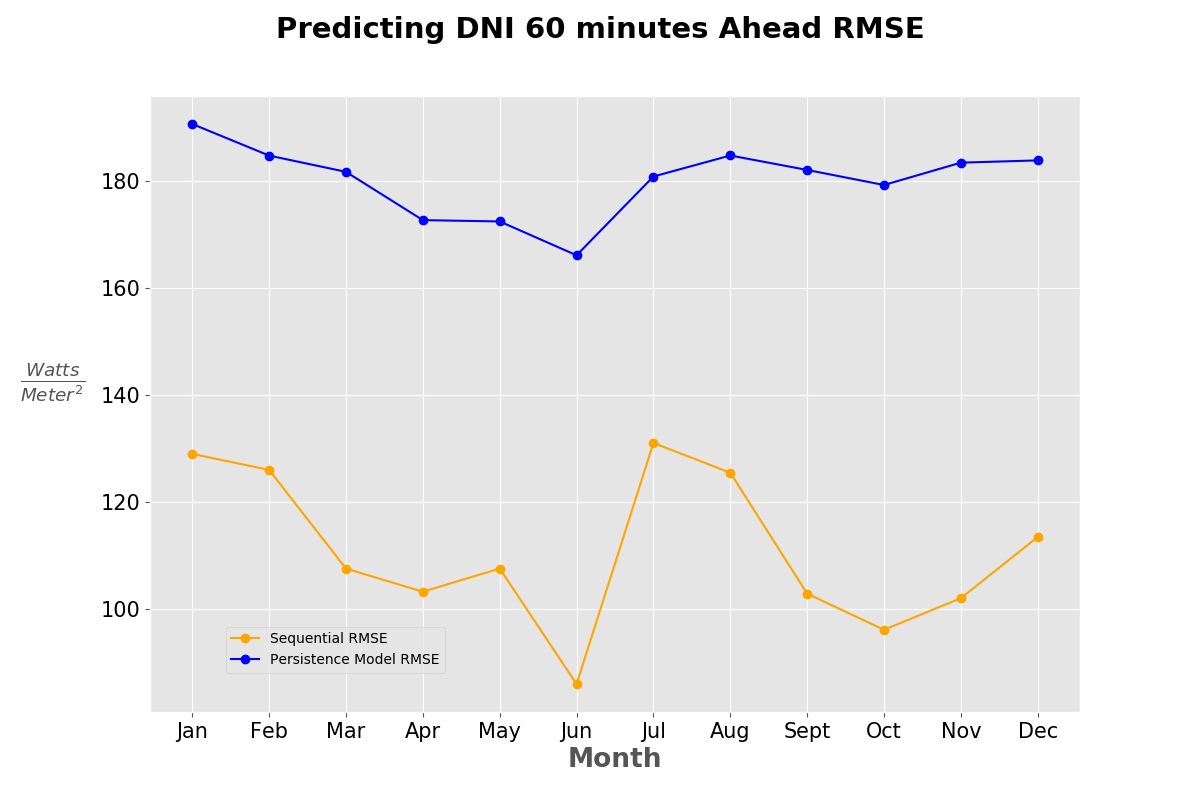 Predicting DNI 60 minutes Ahead RMSE
180
160
140
120
100
Watts
Meter²
Sequential RMSE
Persistence Model RMSE
Jan Feb Mar Apr May Jun Jul Aug Sept Oct Nov Dec
Month